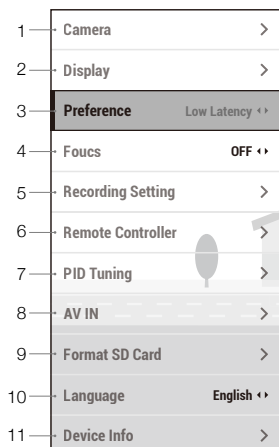 1 Camera
2 Display
3 Preference Low Latency
4 Foucs OFF
5 Recording Setting
6 Remote Controller
7 PID Tuning
8 AV IN
9 Format SD Card
10 Language English
11 Device Info